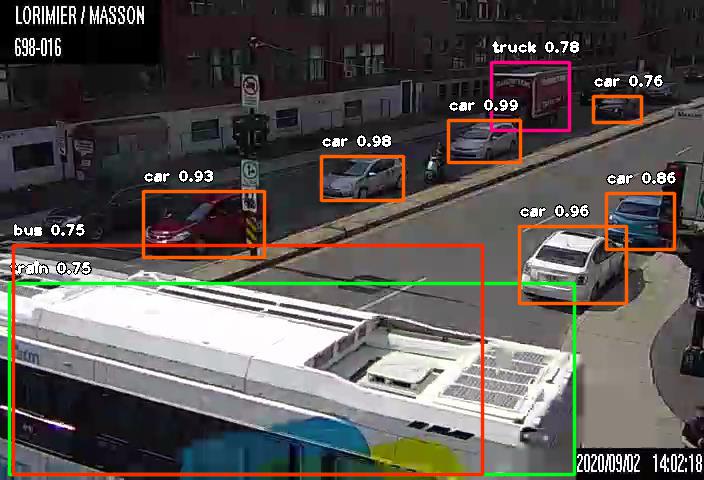 LORIMIER / MASSON
698-016
truck 0.78
car 0.76
car 0.99
car 0.98
car 0.93
car 0.86
car 0.96
bus 0.75
train 0.75
2020/09/02 14:02:18